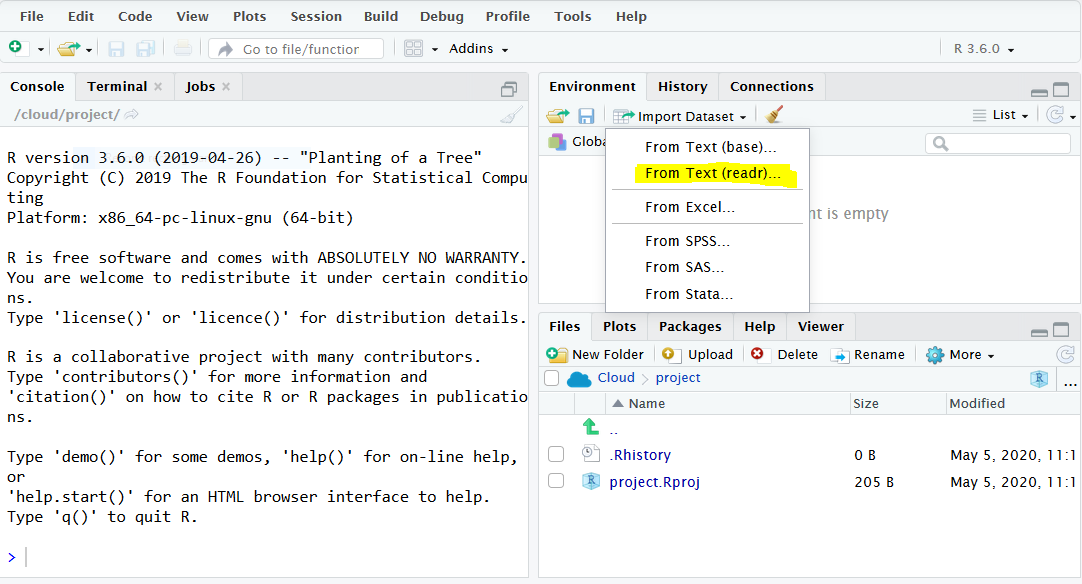 File Edit Code View Plots Session Build Debug Profile Tools Help
Go to file/function Addins R 3.6.0
Console Terminal Jobs
/cloud/project/
R version 3.6.0 (2019-04-26) -- "Planting of a Tree"
Copyright (C) 2019 The R Foundation for Statistical Compu
ting
Platform: x86_64-pc-linux-gnu (64-bit)
R is free software and comes with ABSOLUTELY NO WARRANTY.
You are welcome to redistribute it under certain conditio
ns.
Type 'license()' or 'licence()' for distribution details.
R is a collaborative project with many contributors.
Type 'contributors()' for more information and
'citation()' on how to cite R or R packages in publicatio
ns.
Type 'demo()' for some demos, 'help()' for on-line help,
or
'help.start()' for an HTML browser interface to help.
Type 'q()' to quit R.
>
Environment History Connections
Import Dataset List
Globa
From Text (base)...
From Text (readr)...
From Excel...
nt is empty
From SPSS...
From SAS...
From Stata...
Files Plots Packages Help Viewer
New Folder Upload Delete Rename More
Cloud project R ...
Name Size Modified
..
.Rhistory 0 B May 5, 2020, 11:1
R project.Rproj 205 B May 5, 2020, 11:1